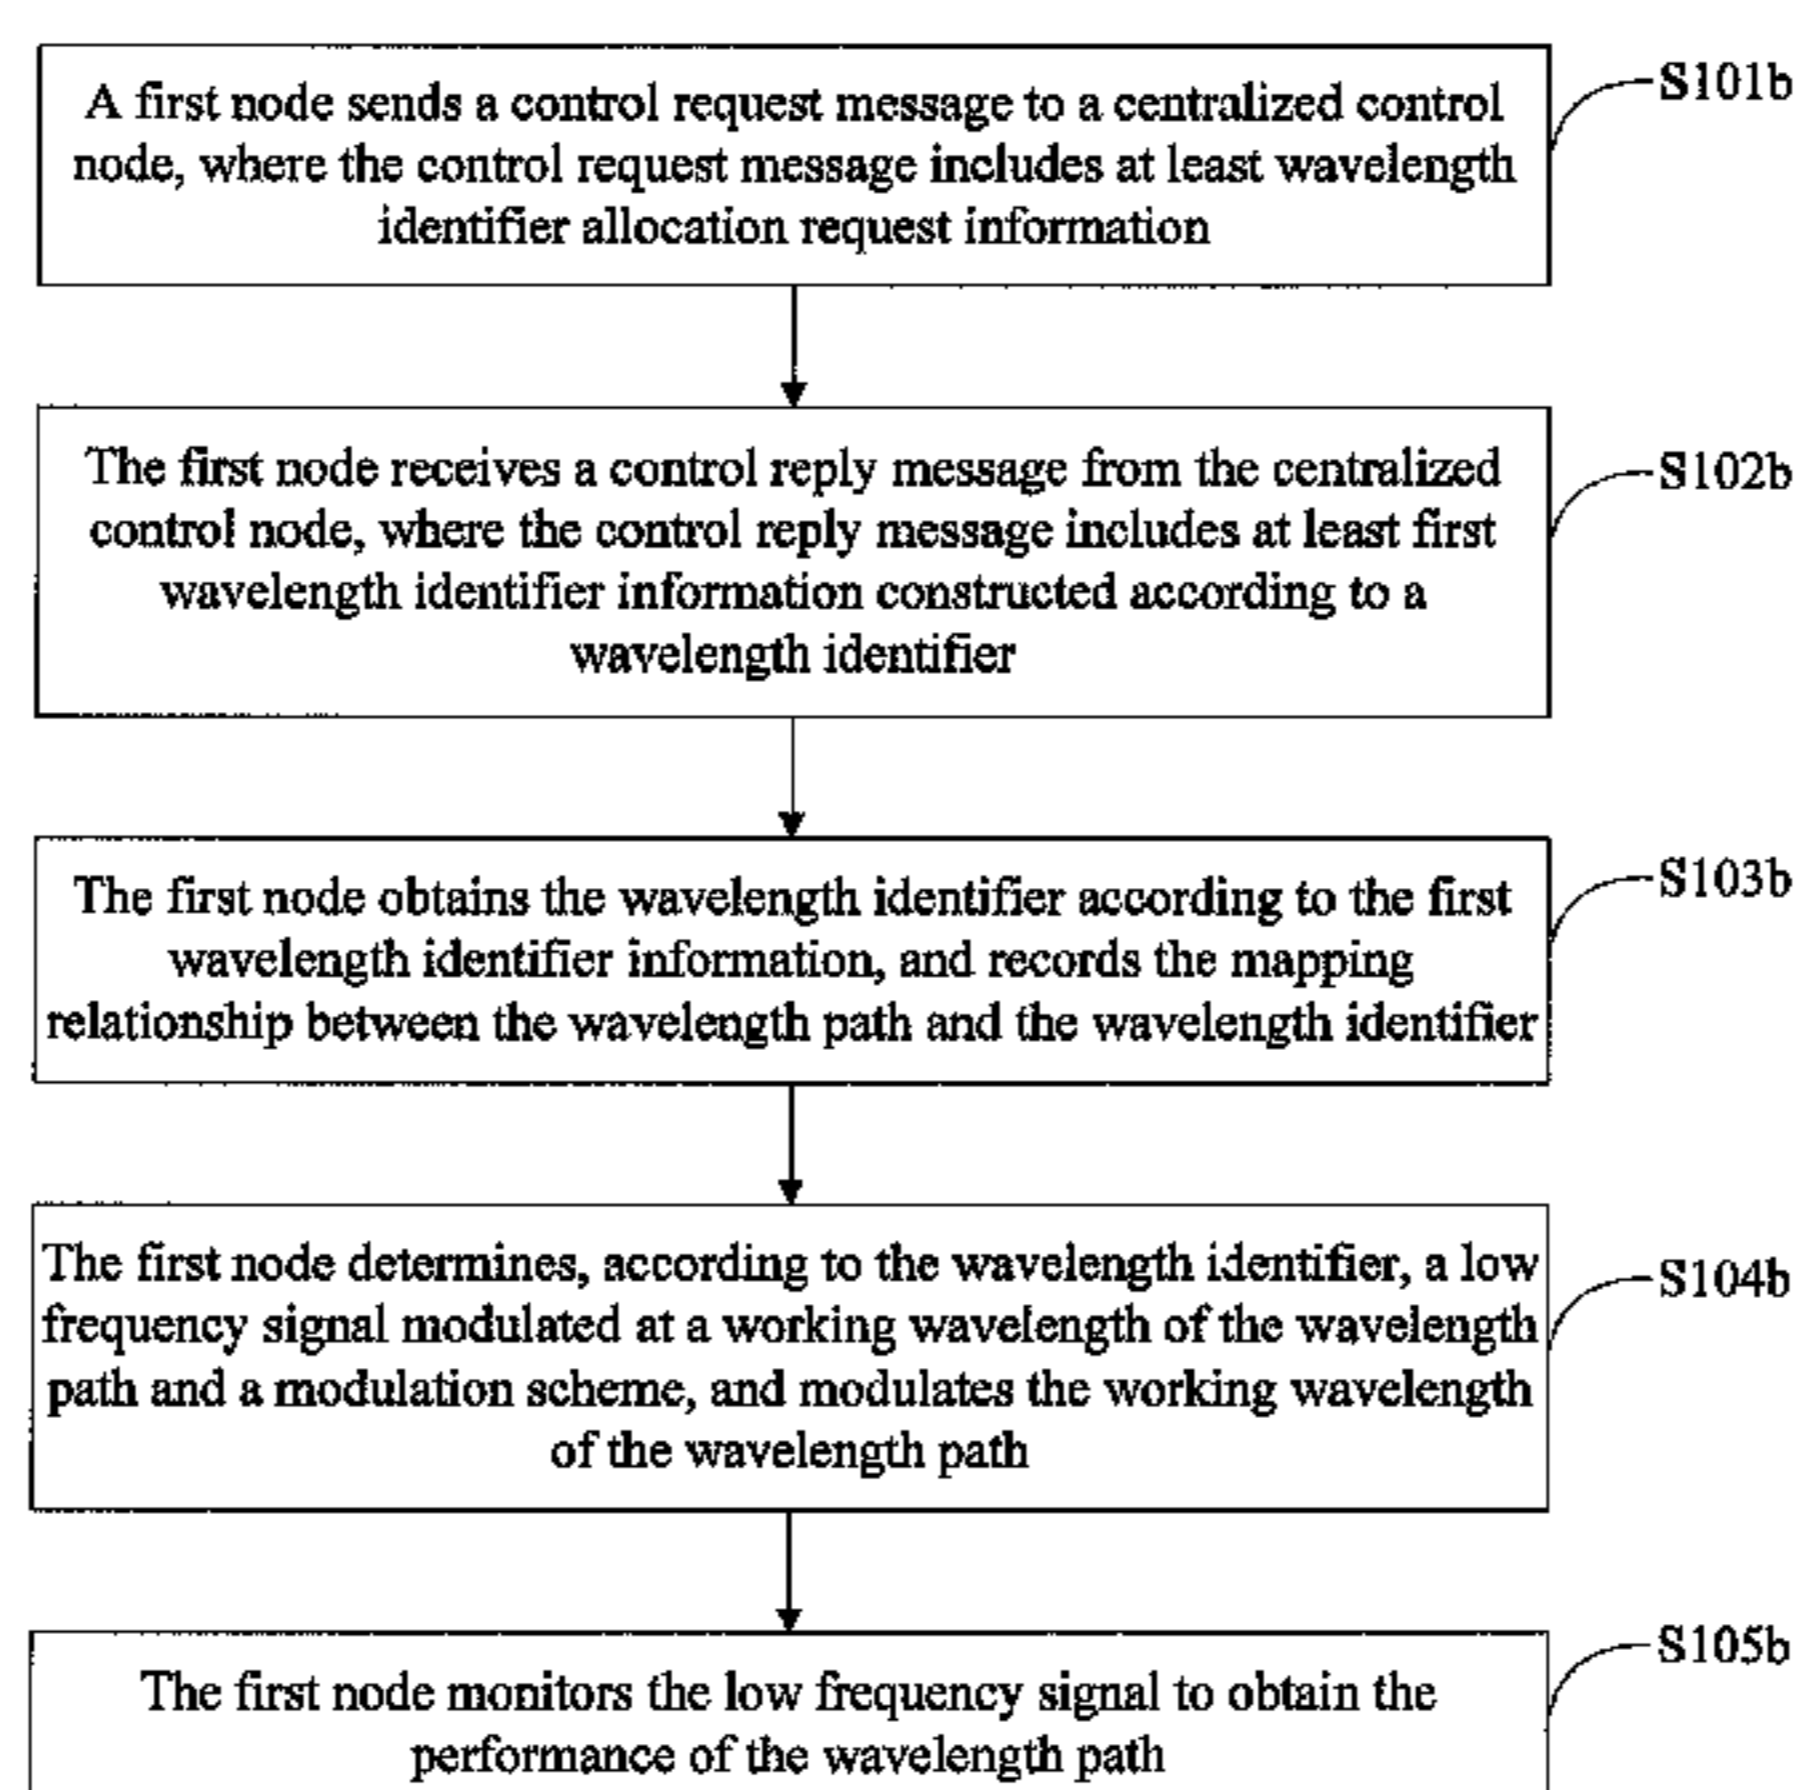 A first node sends a control request message to a centralized control
node, where the control request message includes at least wavelength
identifier allocation request information
S101b
The first node receives a control reply message from the centralized
control node, where the control reply message includes at least first
wavelength identifier information constructed according to a
wavelength identifier
S102b
The first node obtains the wavelength identifier according to the first
wavelength identifier information, and records the mapping
relationship between the wavelength path and the wavelength identifier
S103b
The first node determines, according to the wavelength identifier, a low
frequency signal modulated at a working wavelength of the wavelength
path and a modulation scheme, and modulates the working wavelength
of the wavelength path
S104b
The first node monitors the low frequency signal to obtain the
performance of the wavelength path
S105b